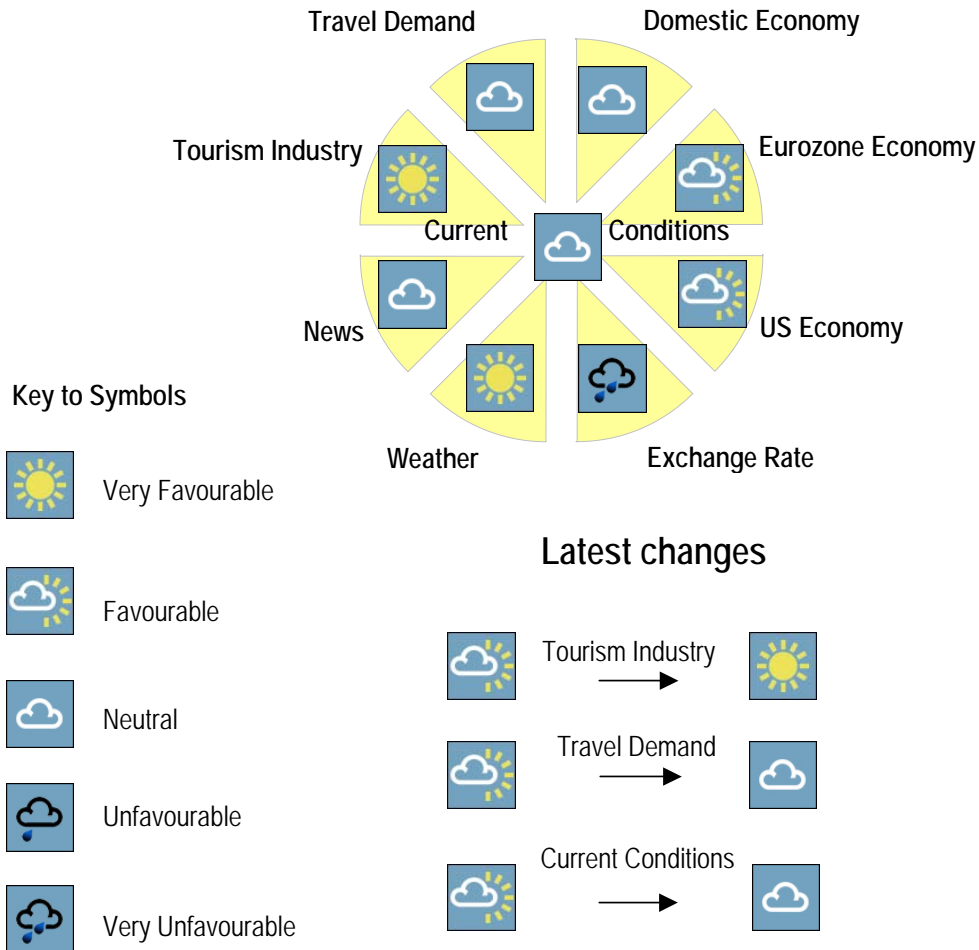 Travel Demand
Domestic Economy
Tourism Industry
Eurozone Economy
Current
Conditions
News
US Economy
Key to Symbols
Weather
Exchange Rate
Very Favourable
Latest changes
Favourable
Tourism Industry
Neutral
Travel Demand
Unfavourable
Current Conditions
Very Unfavourable